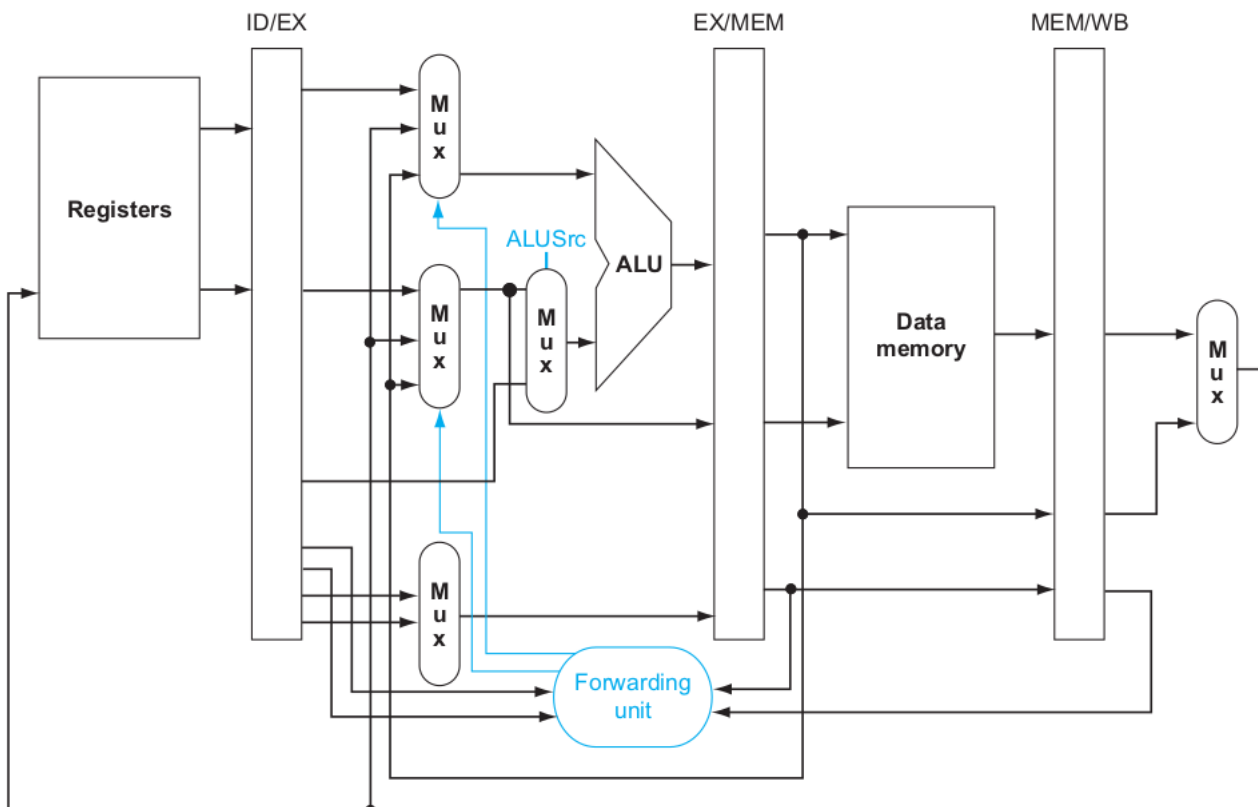 ID/EX
EX/MEM
MEM/WB
M
u
x
Registers
ALUSrc
ALU
M
u
x
M
u
x
Data
memory
M
u
x
M
u
x
Forwarding
unit